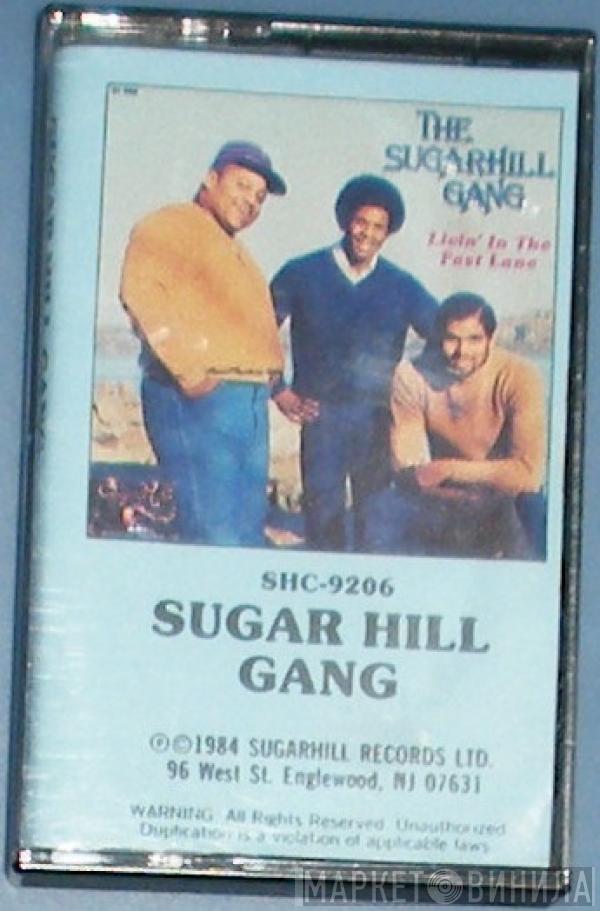 THE
SUGARHILL
GANG
Livin' In The
Fast Lane
SHC-9206
SUGAR HILL
GANG
℗©1984 SUGARHILL RECORDS LTD.
96 West St. Englewood, NJ 07631
WARNING: All Rights Reserved. Unauthorized
Duplication is a violation of applicable laws
МАРКЕТ ВИНИЛА